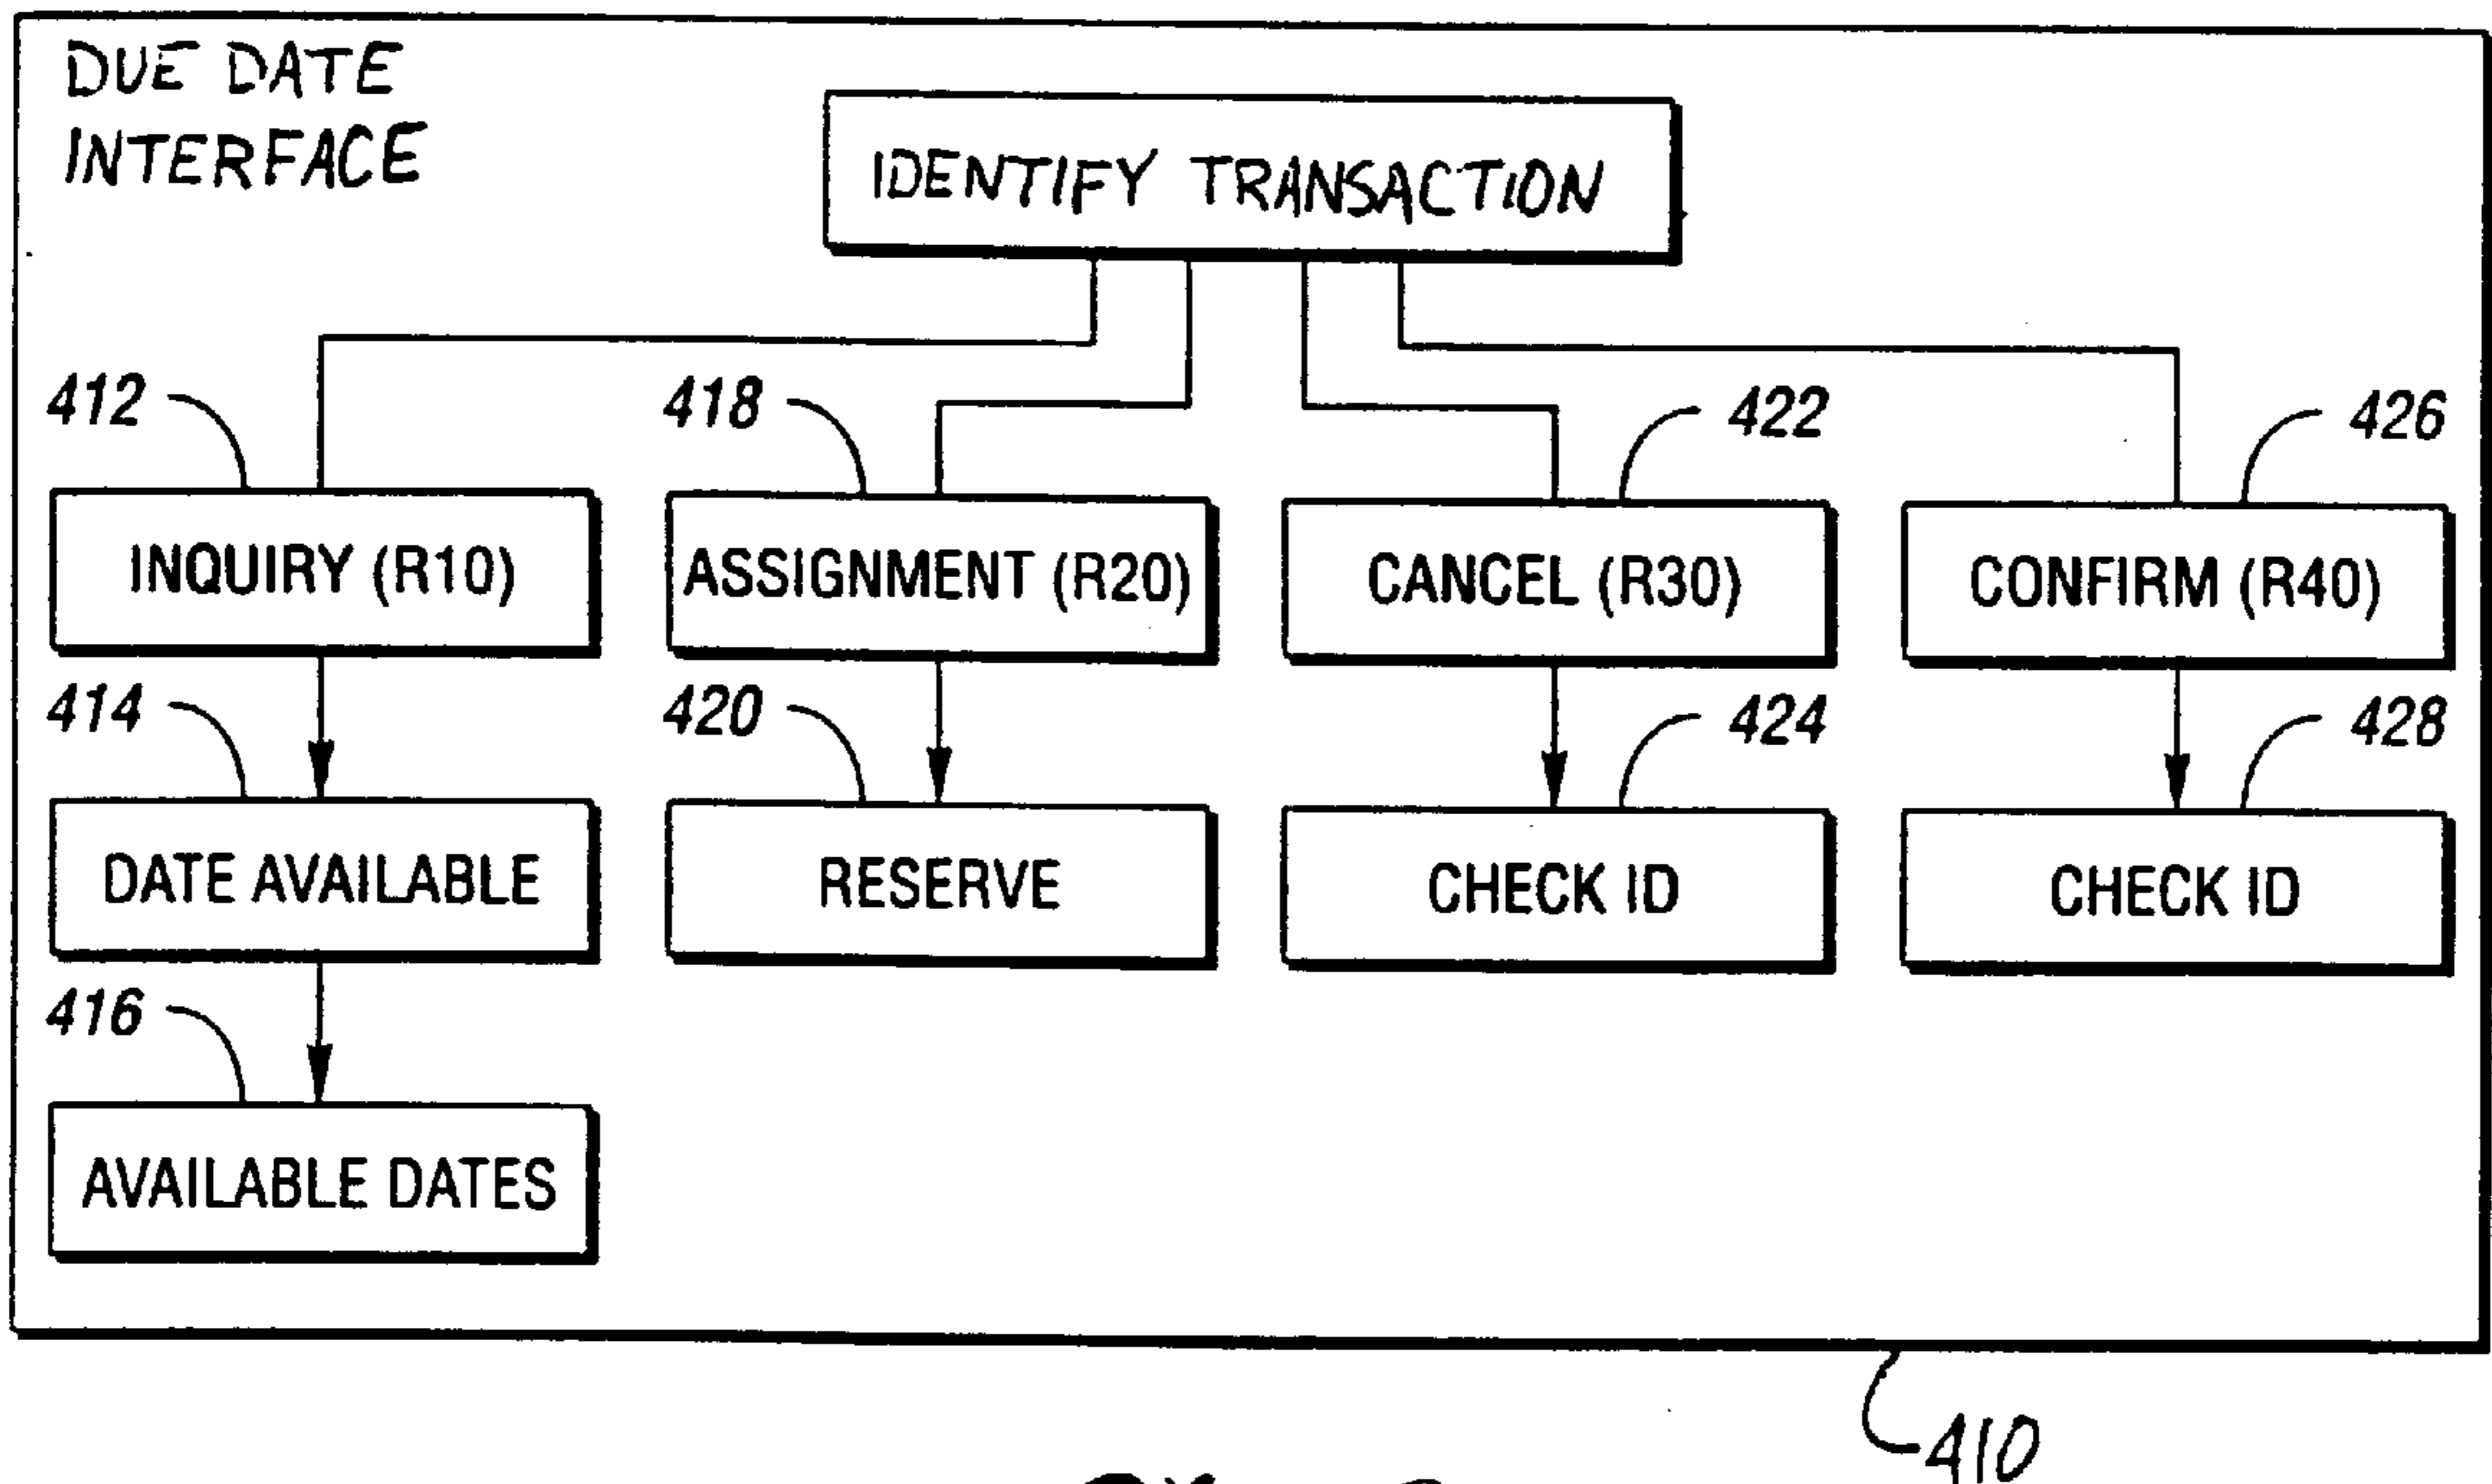 DUE DATE
INTERFACE
IDENTIFY TRANSACTION
412
418
422
426
INQUIRY (R10)
ASSIGNMENT (R20)
CANCEL (R30)
CONFIRM (R40)
414
420
424
428
DATE AVAILABLE
RESERVE
CHECK ID
CHECK ID
416
AVAILABLE DATES
410